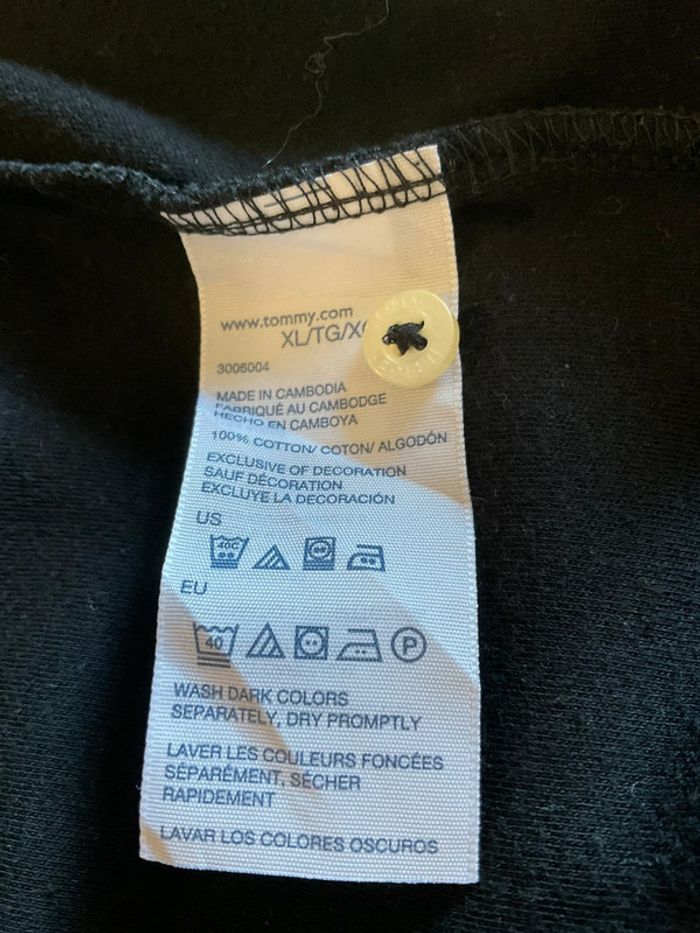 www.tommy.com
XL/TG/X
3006004
MADE IN CAMBODIA
FABRIQUÉ AU CAMBODGE
HECHO EN CAMBOYA
100% COTTON/ COTON/ ALGODÓN
EXCLUSIVE OF DECORATION
SAUF DÉCORATION
EXCLUYE LA DECORACIÓN
US
40C
EU
40
P
WASH DARK COLORS
SEPARATELY, DRY PROMPTLY
LAVER LES COULEURS FONCÉES
SÉPARÉMENT, SÉCHER
RAPIDEMENT
LAVAR LOS COLORES OSCUROS